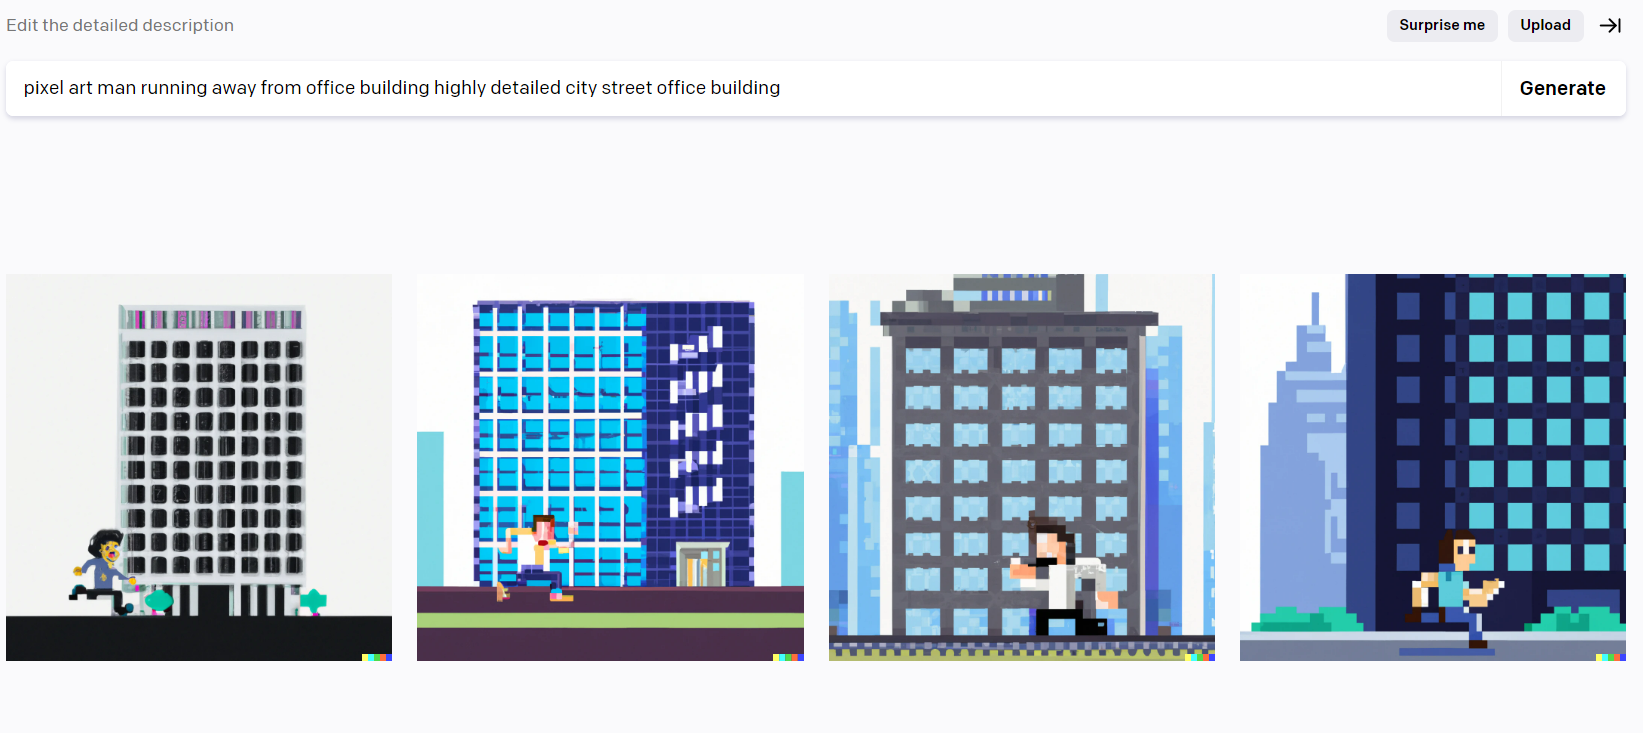 Edit the detailed description
Surprise me
Upload
pixel art man running away from office building highly detailed city street office building
Generate